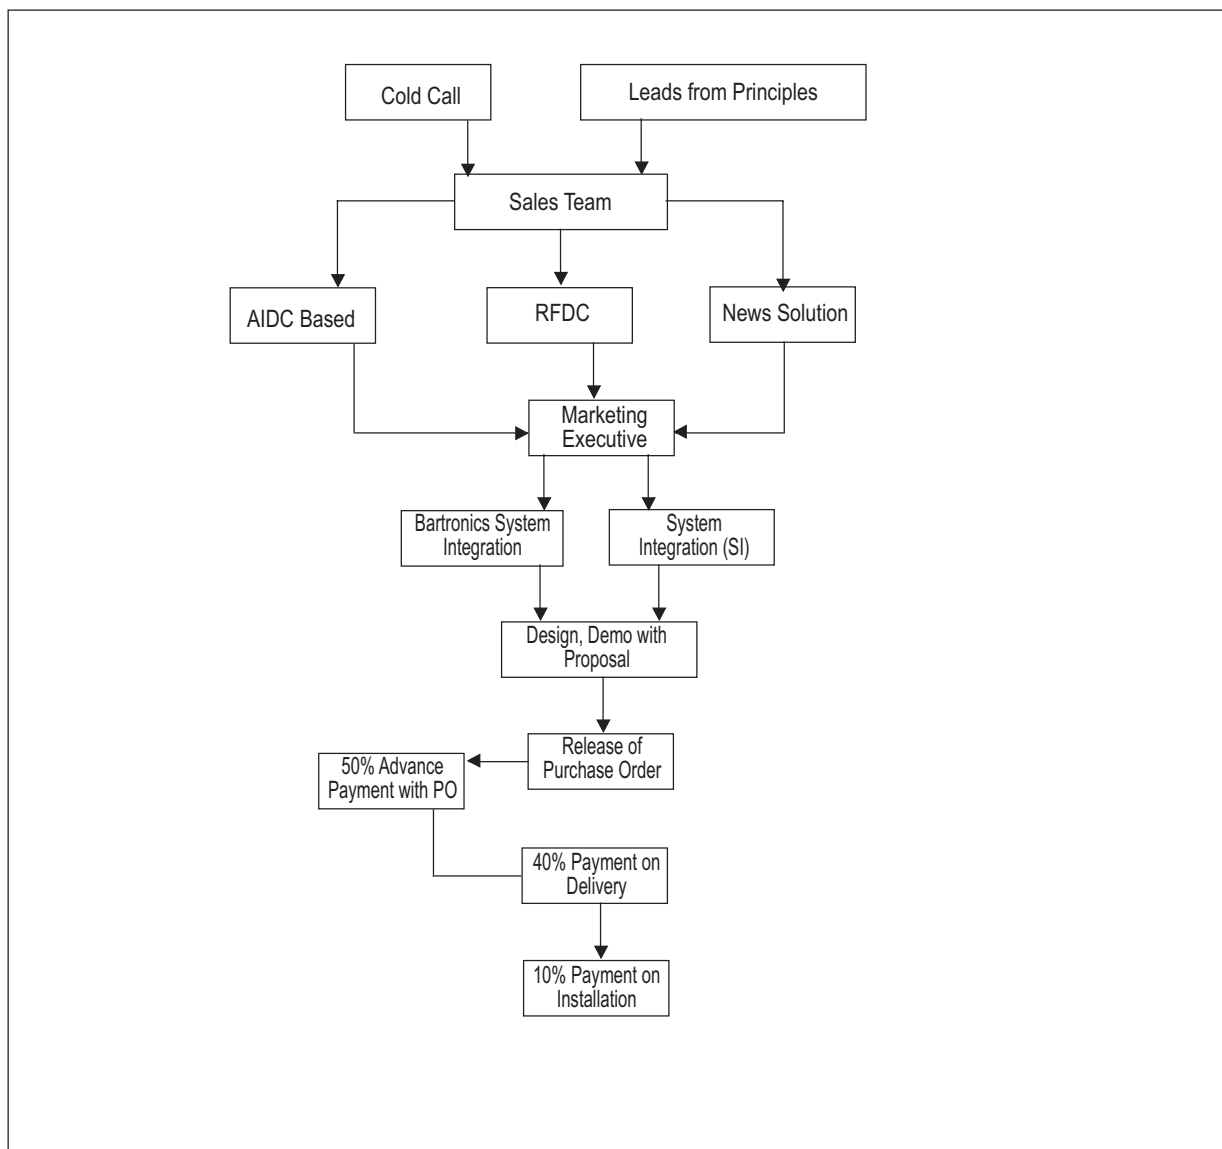 Cold Call
Leads from Principles
Sales Team
AIDC Based
RFDC
News Solution
Marketing
Executive
Bartronics System
Integration
System
Integration (SI)
Design, Demo with
Proposal
Release of
Purchase Order
50% Advance
Payment with PO
40% Payment on
Delivery
10% Payment on
Installation